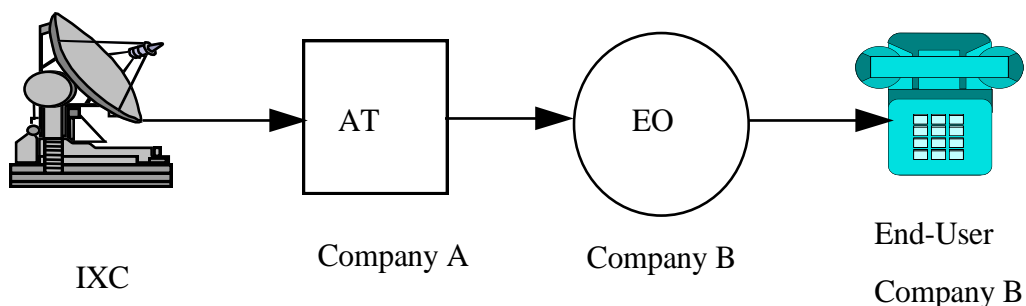 AT
EO
IXC
Company A
Company B
End-User
Company B